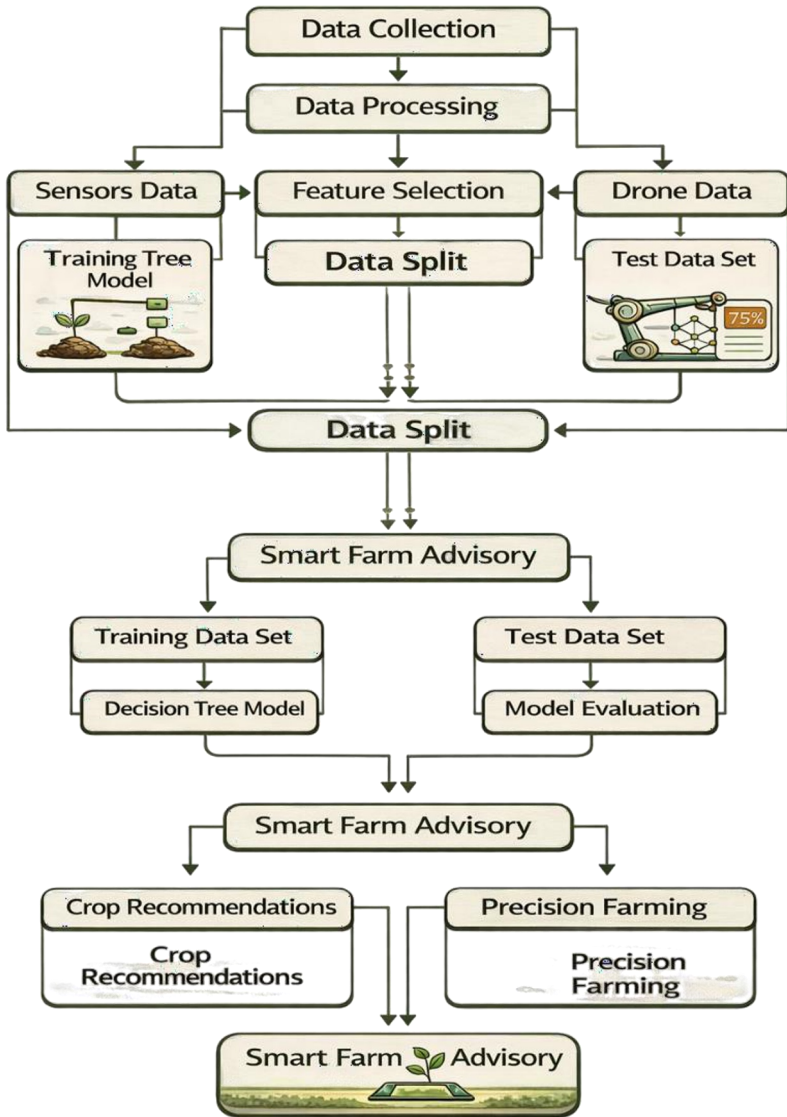 Data Collection
Data Processing
Sensors Data
Feature Selection
Drone Data
Training Tree
Model
Data Split
Test Data Set
75%
Data Split
Smart Farm Advisory
Training Data Set
Test Data Set
Decision Tree Model
Model Evaluation
Smart Farm Advisory
Crop Recommendations
Precision Farming
Crop
Recommendations
Precision
Farming
Smart Farm Advisory